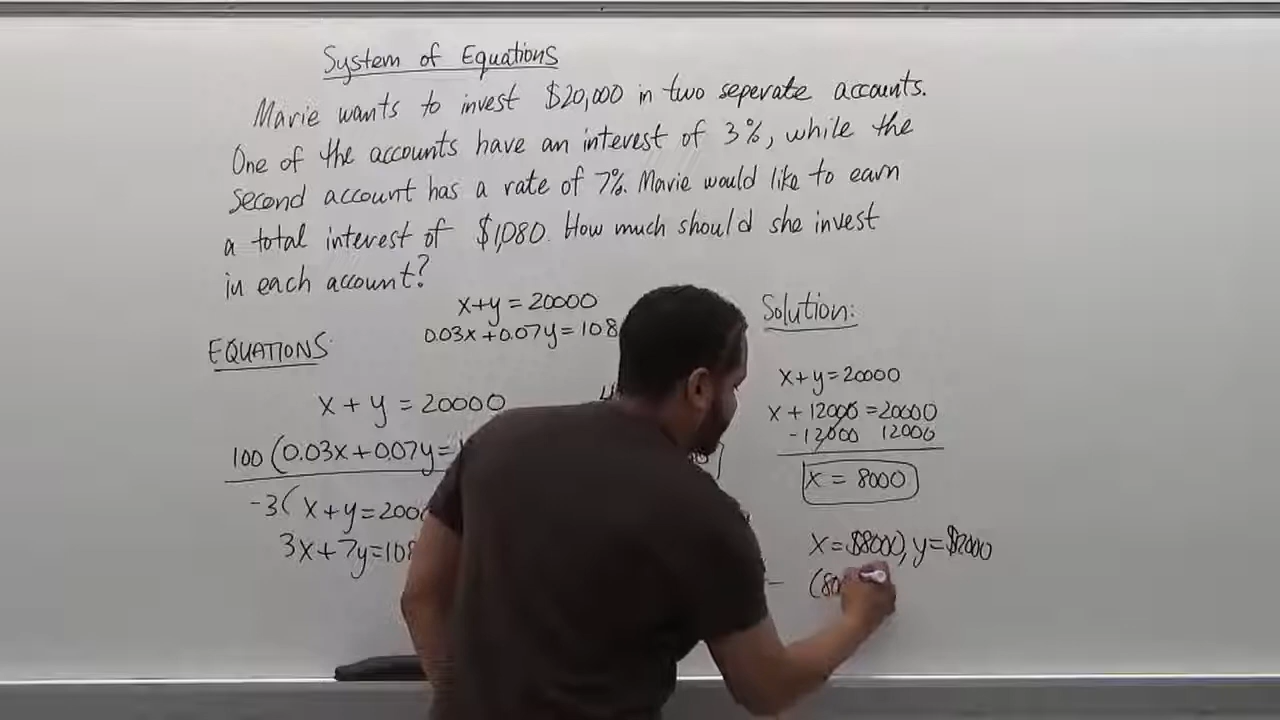 System of Equations
Marie wants to invest $20,000 in two seperate accounts.
One of the accounts have an interest of 3%, while the
second account has a rate of 7%. Marie would like to earn
a total interest of $1,080. How much should she invest
in each account?
x+y = 20000
0.03x+0.07y=108
EQUATIONS:
x + y = 20000
100 (0.03x+0.07y=
-3( x+y=200
3x+7y=108
Solution:
x+y=20000
x + 12000 =20000
-12000 12000
x = 8000
x=$8000, y=$12000
(80